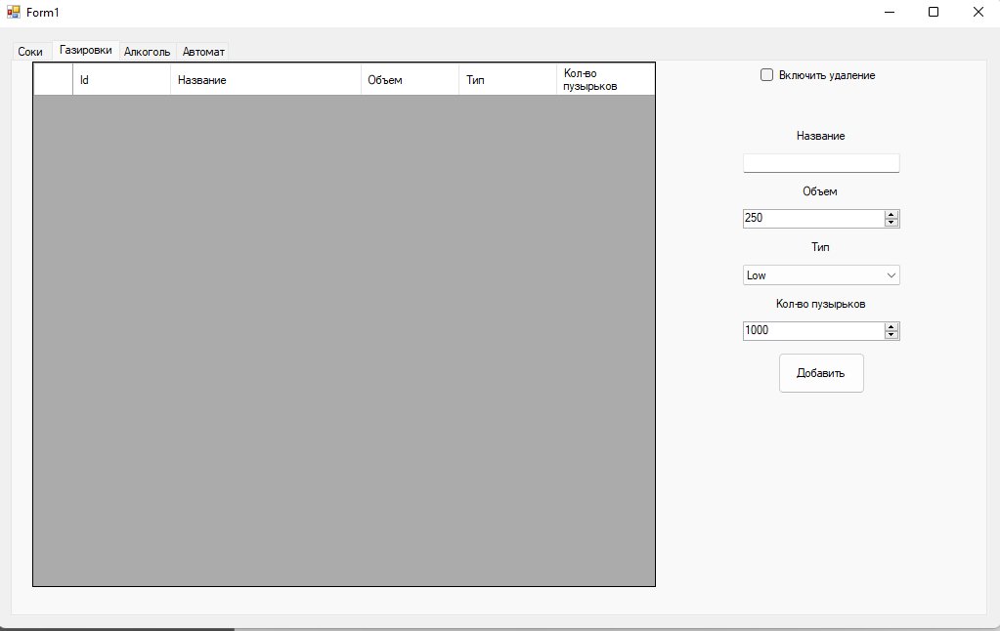 Form1
Соки Газировки Алкоголь Автомат
Id Название Объем Тип Кол-во
пузырьков
Включить удаление
Название
Объем
250
Тип
Low
Кол-во пузырьков
1000
Добавить